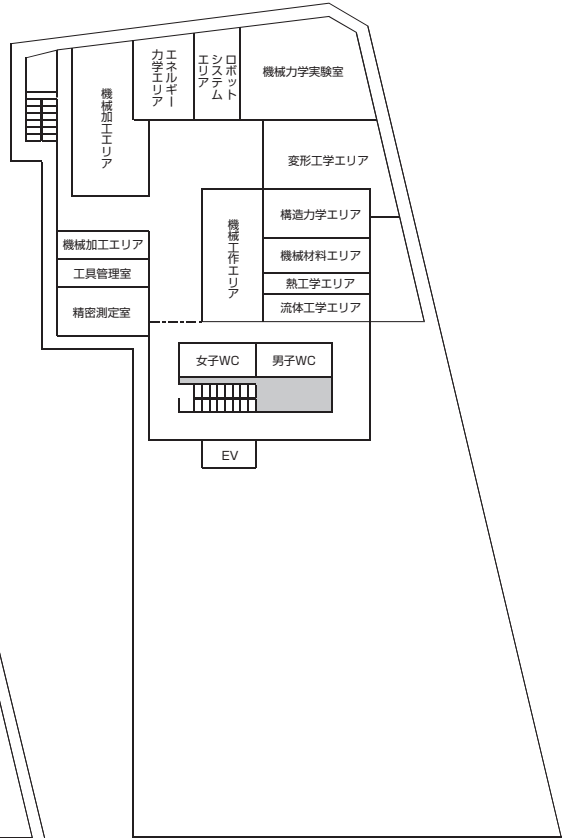 エネルギー
力学エリア
ロボット
システム
エリア
機械力学実験室
機械加工エリア
変形工学エリア
機械工作エリア
構造力学エリア
機械加工エリア
機械材料エリア
工具管理室
熱工学エリア
精密測定室
流体工学エリア
女子WC
男子WC
EV